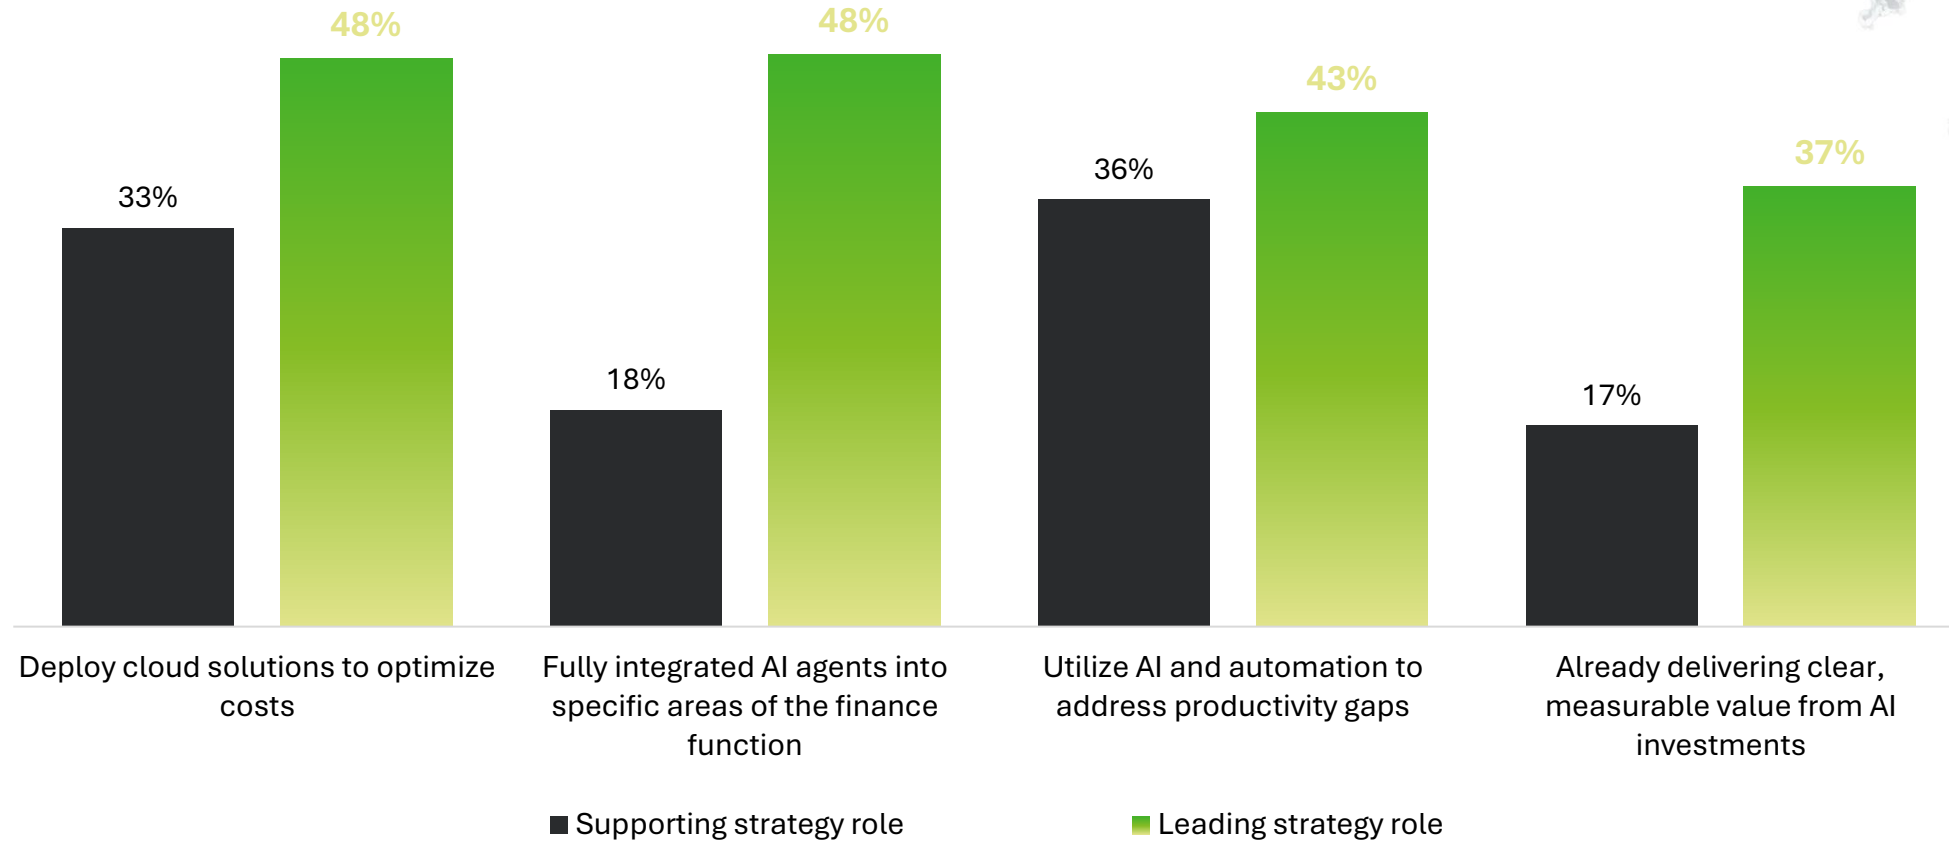 48%
48%
43%
37%
33%
36%
18%
17%
Deploy cloud solutions to optimize
costs
Fully integrated AI agents into
specific areas of the finance
function
Utilize AI and automation to
address productivity gaps
Already delivering clear,
measurable value from AI
investments
Supporting strategy role
Leading strategy role